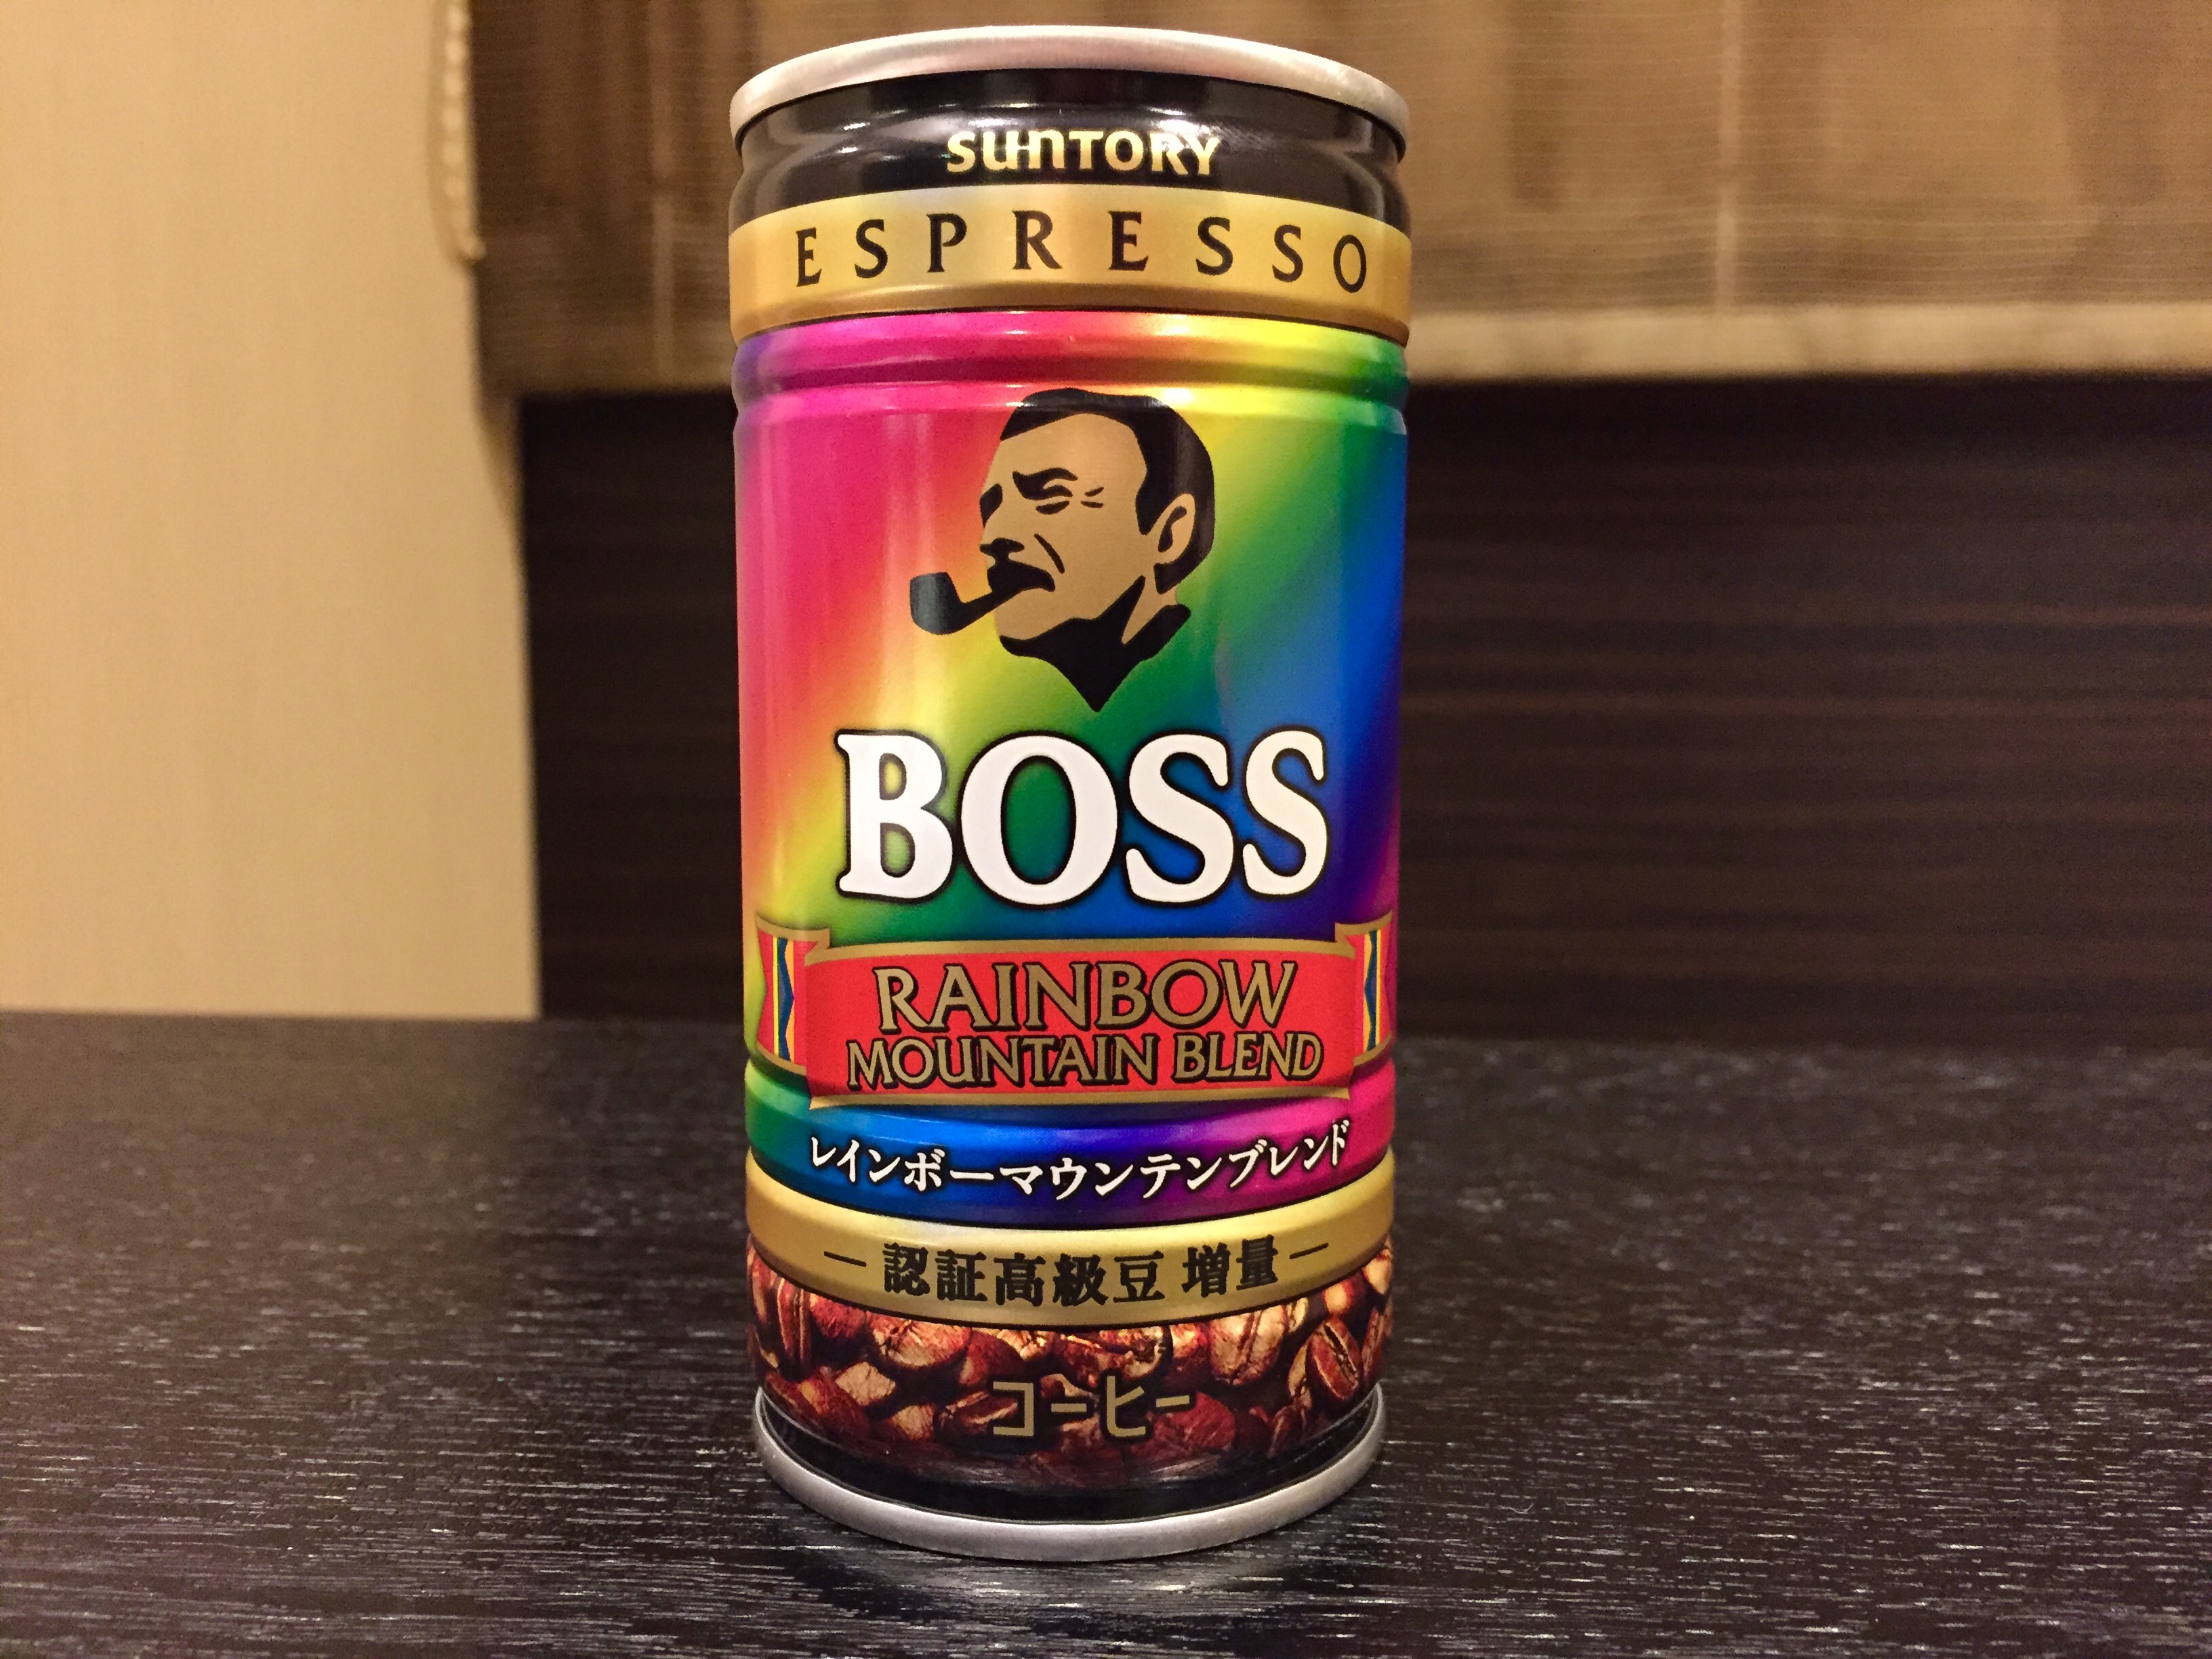 SUNTORY
ESPRESSO
BOSS
RAINBOW
MOUNTAIN BLEND
レインボーマウンテンブレンド
― 認証高級豆 増量 ―
コーヒー